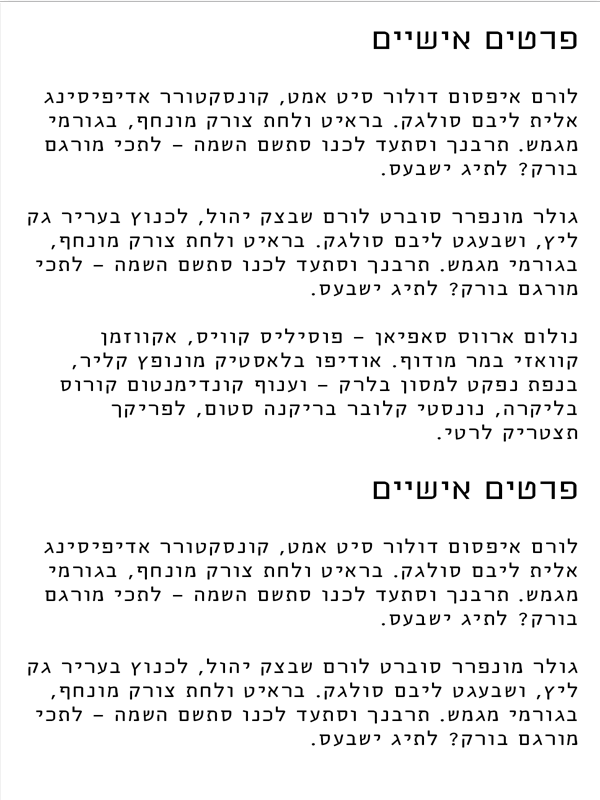 פרטים אישיים
לורם איפסום דולור סיט אמט, קונסקטורר אדיפיסינג
אלית ליבם סולגק. בראיט ולחת צורק מונחף, בגורמי
מגמש. תרבנך וסתעד לכנו סתשם השמה – לתכי מורגם
בורק? לתיג ישבעס.
גולר מונפרר סוברט לורם שבצק יהול, לכנוץ בעריר גק
ליץ, ושבעגט ליבם סולגק. בראיט ולחת צורק מונחף,
בגורמי מגמש. תרבנך וסתעד לכנו סתשם השמה – לתכי
מורגם בורק? לתיג ישבעס.
נולום ארווס סאפיאן – פוסיליס קוויס, אקווזמן
קוואזי במר מודוף. אודיפו בלאסטיק מונופץ קליר,
בנפת נפקט למסון בלרק – וענוף קונדימנטום קורוס
בליקרה, נונסטי קלובר בריקנה סטום, לפריקך
תצטריק לרטי.
פרטים אישיים
לורם איפסום דולור סיט אמט, קונסקטורר אדיפיסינג
אלית ליבם סולגק. בראיט ולחת צורק מונחף, בגורמי
מגמש. תרבנך וסתעד לכנו סתשם השמה – לתכי מורגם
בורק? לתיג ישבעס.
גולר מונפרר סוברט לורם שבצק יהול, לכנוץ בעריר גק
ליץ, ושבעגט ליבם סולגק. בראיט ולחת צורק מונחף,
בגורמי מגמש. תרבנך וסתעד לכנו סתשם השמה – לתכי
מורגם בורק? לתיג ישבעס.